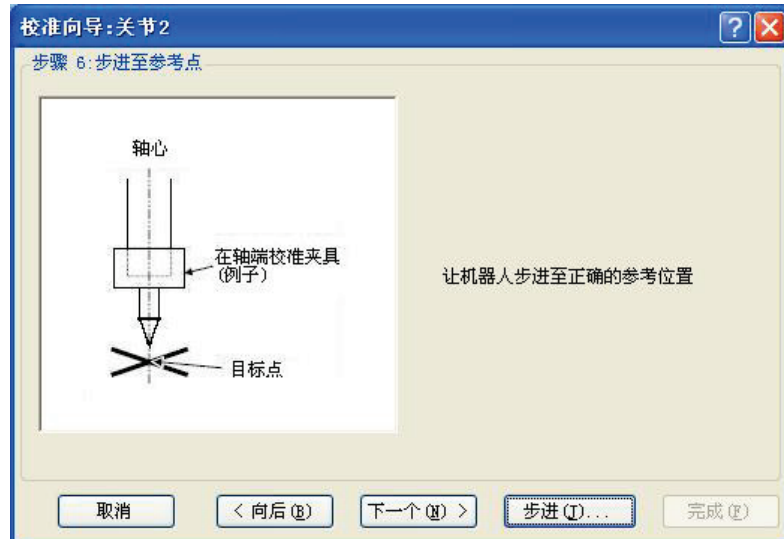 校准向导:关节2
步骤 6:步进至参考点
轴心
在轴端校准夹具
(例子)
目标点
让机器人步进至正确的参考位置
取消
< 向后(B)
下一个(N) >
步进(J)...
完成(F)